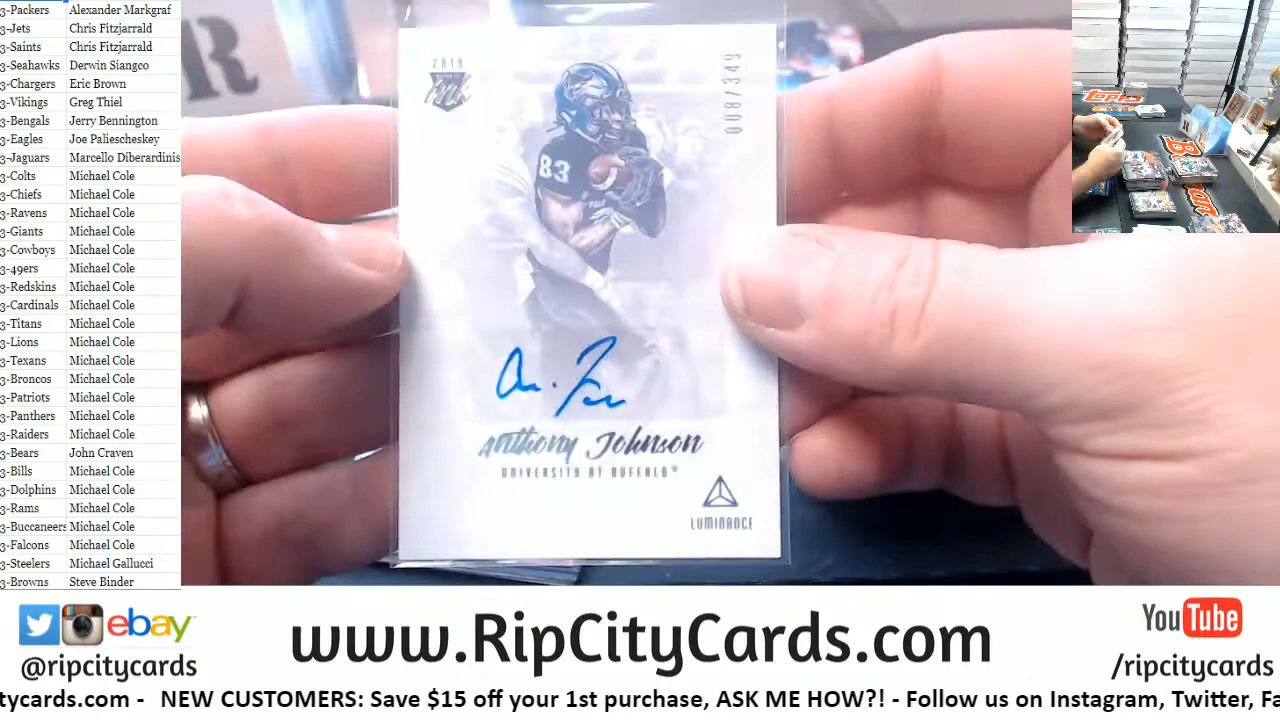 3-Packers Alexander Markgraf
3-Jets Chris Fitzjarrald
3-Saints Chris Fitzjarrald
3-Seahawks Derwin Siangco
3-Chargers Eric Brown
3-Vikings Greg Thiel
3-Bengals Jerry Bennington
3-Eagles Joe Paliescheskey
3-Jaguars Marcello Diberardinis
3-Colts Michael Cole
3-Chiefs Michael Cole
3-Ravens Michael Cole
3-Giants Michael Cole
3-Cowboys Michael Cole
3-49ers Michael Cole
3-Redskins Michael Cole
3-Cardinals Michael Cole
3-Titans Michael Cole
3-Lions Michael Cole
3-Texans Michael Cole
3-Broncos Michael Cole
3-Patriots Michael Cole
3-Panthers Michael Cole
3-Raiders Michael Cole
3-Bears John Craven
3-Bills Michael Cole
3-Dolphins Michael Cole
3-Rams Michael Cole
3-Buccaneers Michael Cole
3-Falcons Michael Cole
3-Steelers Michael Gallucci
3-Browns Steve Binder
R
2019
ink
008/349
83
Anthony Johnson
UNIVERSITY AT BUFFALO®
LUMINANCE
Topps
ebay
@ripcitycards
www.RipCityCards.com
YouTube
/ripcitycards
tycards.com - NEW CUSTOMERS: Save $15 off your 1st purchase, ASK ME HOW?! - Follow us on Instagram, Twitter, Fa